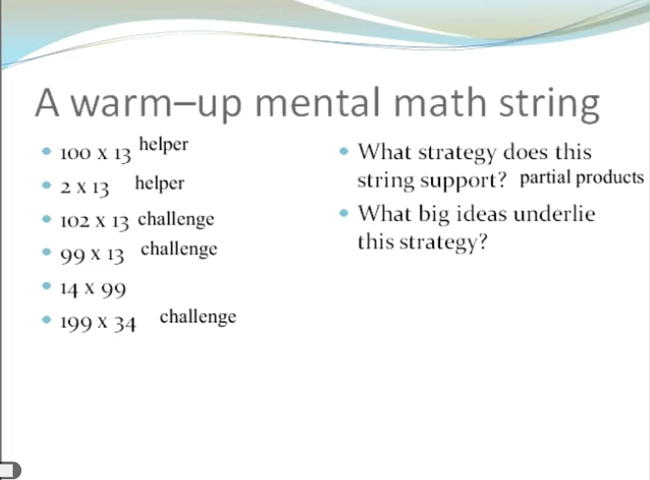 A warm–up mental math string
100 x 13 helper
2 x 13 helper
102 x 13 challenge
99 x 13 challenge
14 x 99
199 x 34 challenge
What strategy does this
string support? partial products
What big ideas underlie
this strategy?